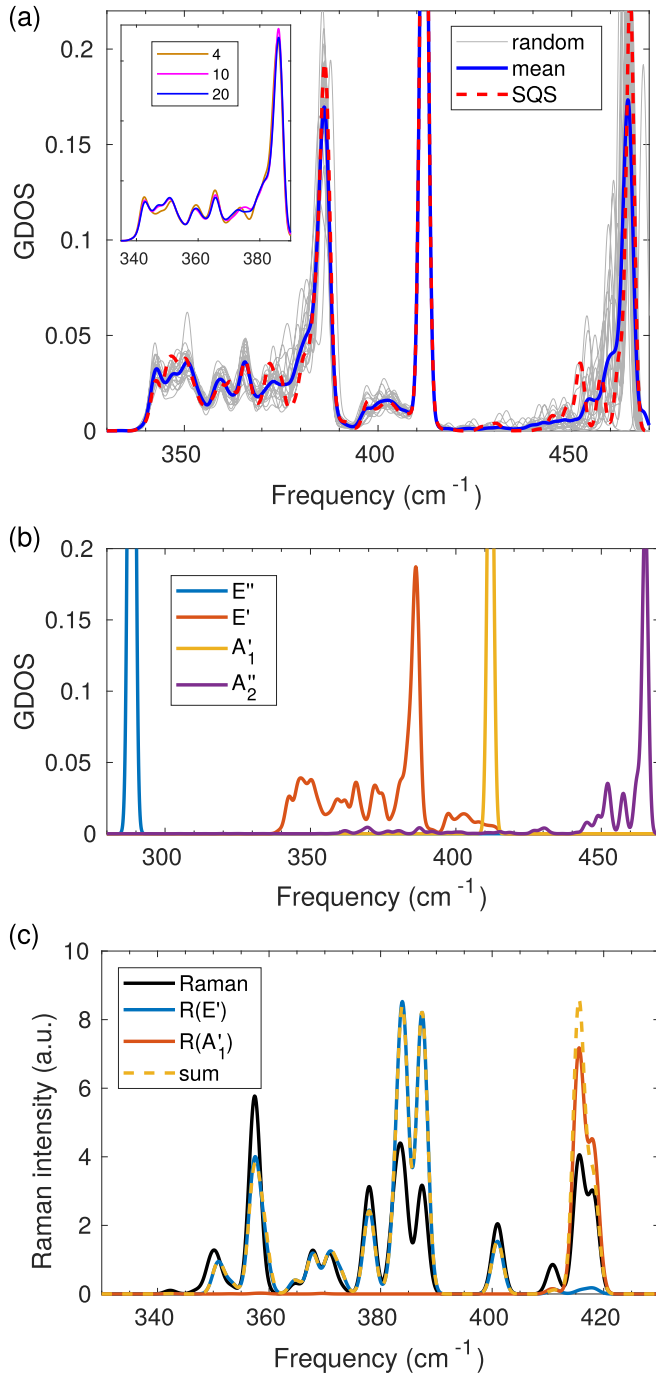 (a)
4
10
20
340 360 380
random
mean
SQS
0.2
0.15
0.1
0.05
0
GDOS
350 400 450
Frequency (cm -1)
(b)
0.2
0.15
0.1
0.05
0
GDOS
E''
E'
A'1
A''2
300 350 400 450
Frequency (cm -1)
(c)
10
8
6
4
2
0
Raman intensity (a.u.)
Raman
R(E')
R(A'1)
sum
340 360 380 400 420
Frequency (cm -1)